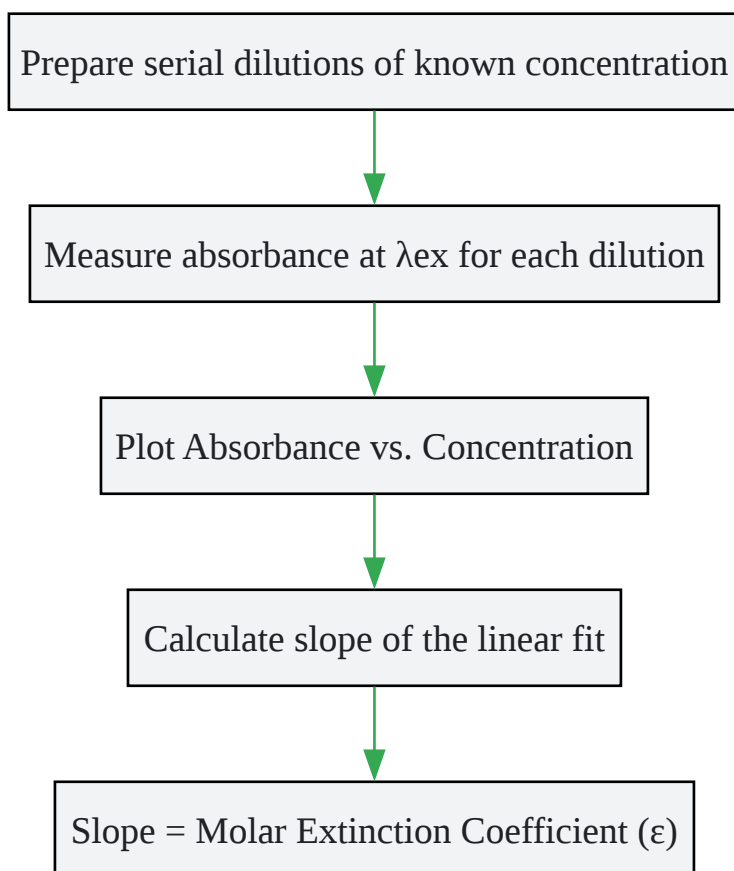 Prepare serial dilutions of known concentration
Measure absorbance at λex for each dilution
Plot Absorbance vs. Concentration
Calculate slope of the linear fit
Slope = Molar Extinction Coefficient (ε)